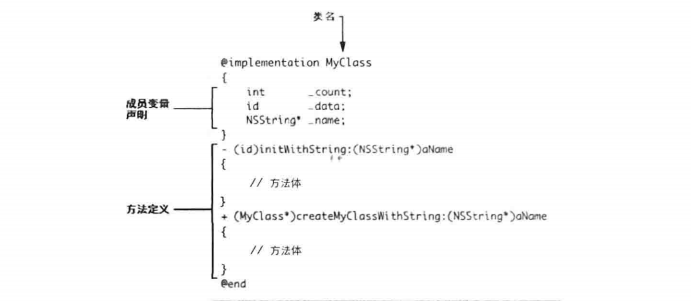 类名
@implementation MyClass
{
int _count;
id _data;
NSString* _name;
}
成员变量
声明
- (id)initWithString:(NSString*)aName
{
// 方法体
}
方法定义
+ (MyClass*)createMyClassWithString:(NSString*)aName
{
// 方法体
}
@end